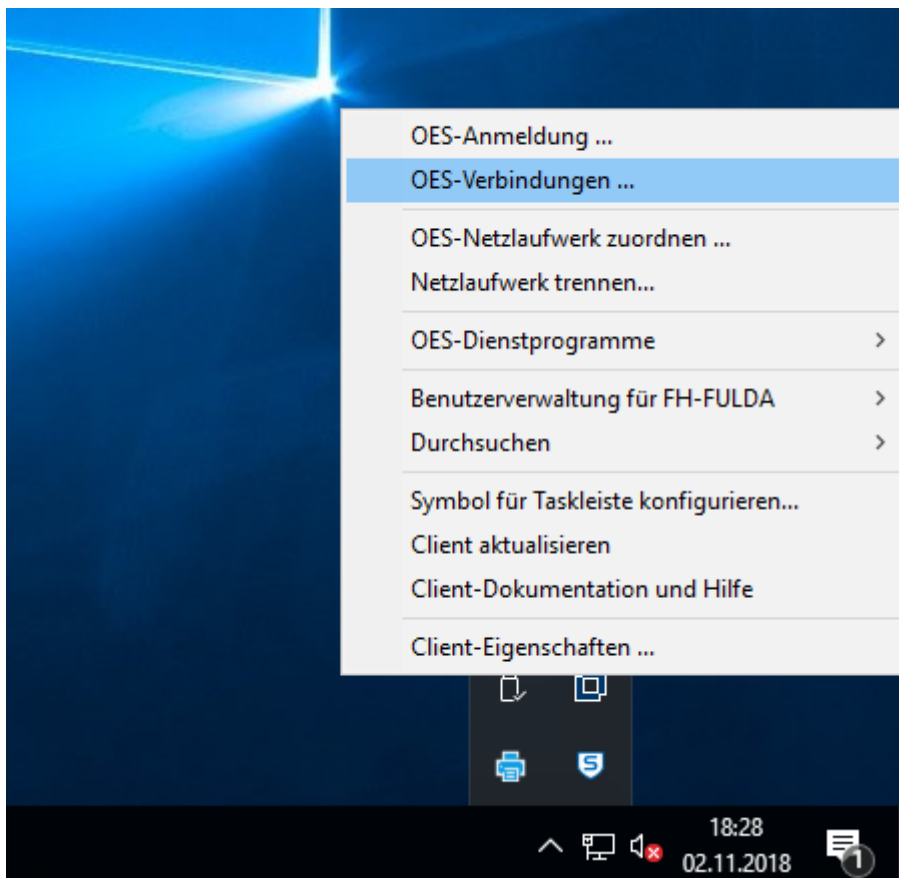 OES-Anmeldung ...
OES-Verbindungen ...
OES-Netzlaufwerk zuordnen ...
Netzlaufwerk trennen...
OES-Dienstprogramme
Benutzerverwaltung für FH-FULDA
Durchsuchen
Symbol für Taskleiste konfigurieren...
Client aktualisieren
Client-Dokumentation und Hilfe
Client-Eigenschaften ...
S
18:28
02.11.2018
1